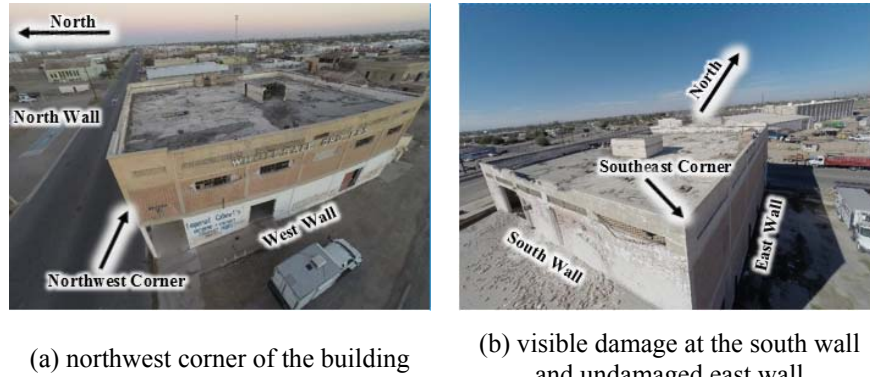 North
North Wall
West Wall
Northwest Corner
North
Southeast Corner
South Wall
East Wall
(a) northwest corner of the building
(b) visible damage at the south wall
and undamaged east wall